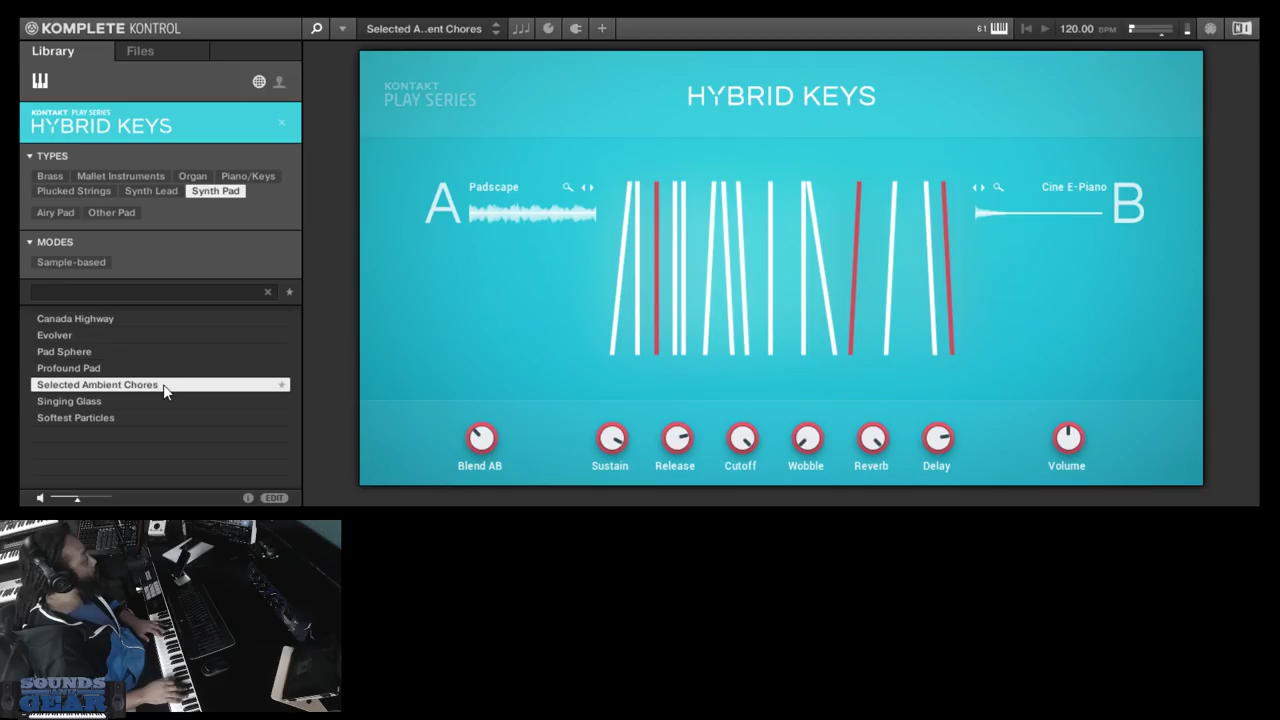 KOMPLETE KONTROL
Selected A..ent Chores
61
120.00 BPM
Library
Files
KONTAKT PLAY SERIES
HYBRID KEYS
TYPES
Brass Mallet Instruments Organ Piano/Keys
Plucked Strings Synth Lead Synth Pad
Airy Pad Other Pad
MODES
Sample-based
Canada Highway
Evolver
Pad Sphere
Profound Pad
Selected Ambient Chores
Singing Glass
Softest Particles
EDIT
KONTAKT
PLAY SERIES
HYBRID KEYS
A
Padscape
Cine E-Piano
B
Blend AB
Sustain
Release
Cutoff
Wobble
Reverb
Delay
Volume
SOUNDS
AND
GEAR